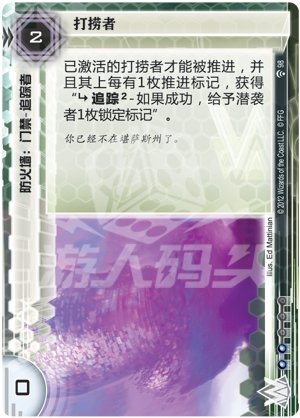 打捞者
2
已激活的打捞者才能被推进，并
且其上每有1枚推进标记，获得
“↳追踪²-如果成功，给予潜袭
者1枚锁定标记”。
你已经不在堪萨斯州了。
防火墙：门禁-追踪者
98
© 2012 Wizards of the Coast LLC. © FFG
Illus. Ed Mattinian
游人码头
0